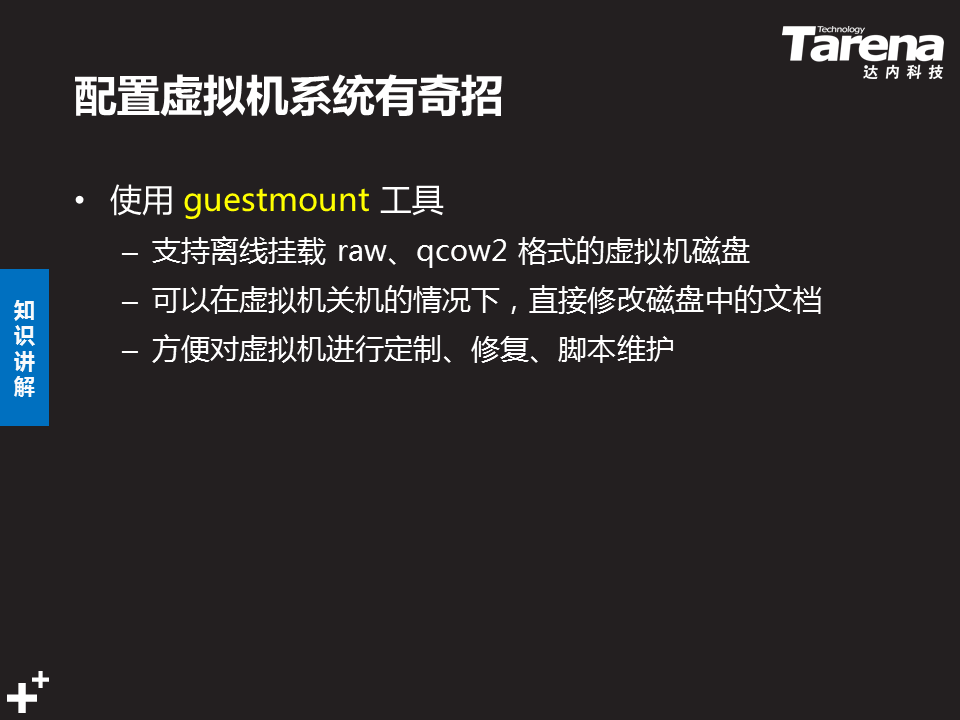 Technology
Tarena
达内科技
配置虚拟机系统有奇招
• 使用 guestmount 工具
– 支持离线挂载 raw、qcow2 格式的虚拟机磁盘
– 可以在虚拟机关机的情况下，直接修改磁盘中的文档
– 方便对虚拟机进行定制、修复、脚本维护
知识讲解